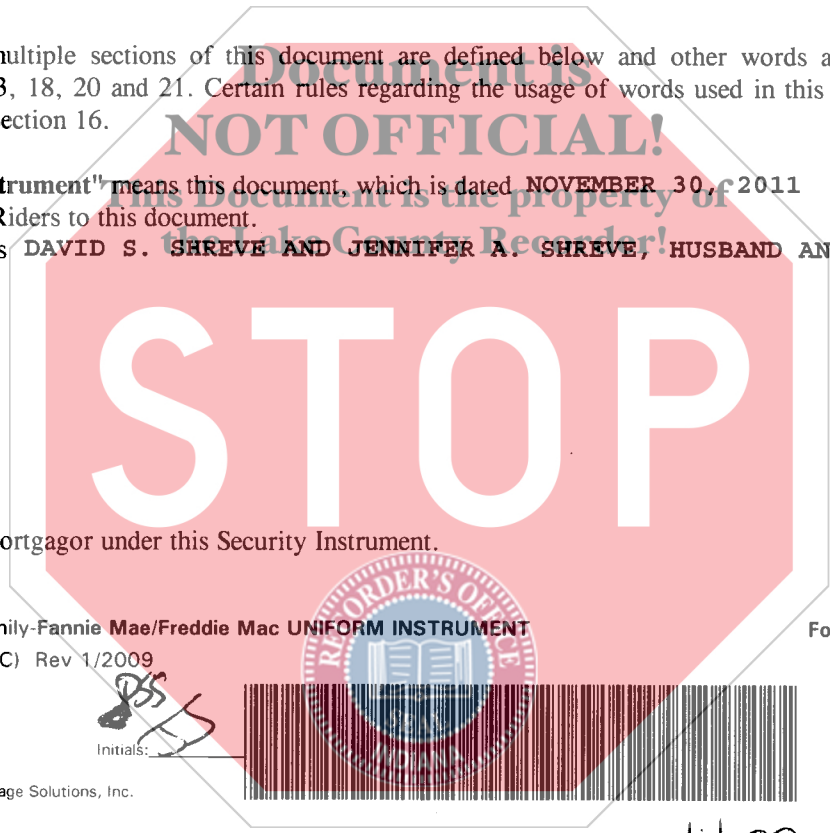 multiple sections of this document are defined below and other words a
Document is
3, 18, 20 and 21. Certain rules regarding the usage of words used in this
ection 16.
NOT OFFICIAL!
trument" means this document, which is dated NOVEMBER 30, 2011
This Document is the property of
Riders to this document.
the Lake County Recorder!
s DAVID S. SHREVE AND JENNIFER A. SHREVE, HUSBAND AN
STOP
ortgagor under this Security Instrument.
RECORDER'S OFFICE
nily-Fannie Mae/Freddie Mac UNIFORM INSTRUMENT
Fo
C) Rev 1/2009
SEAL
INDIANA
DSS
Initials:
age Solutions, Inc.